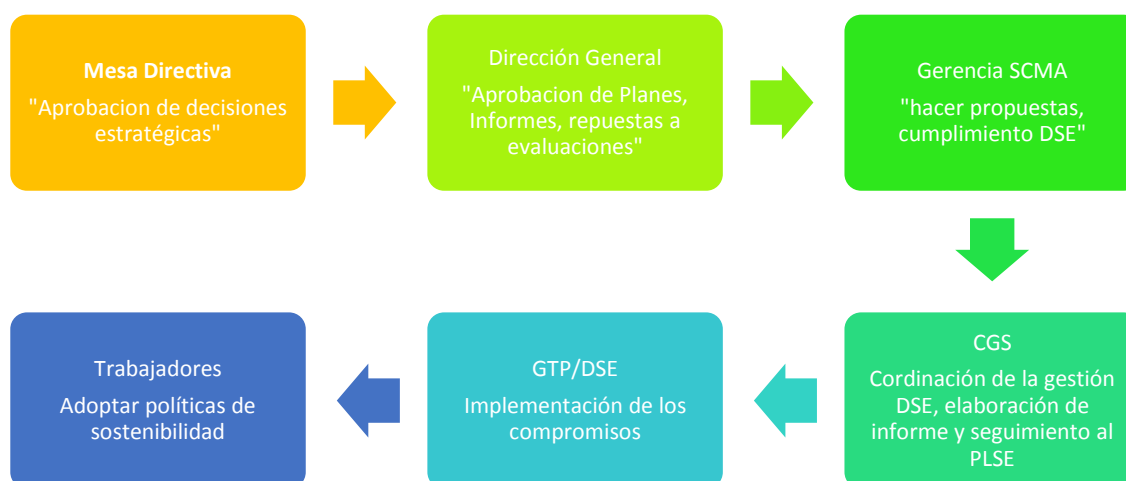 Mesa Directiva
"Aprobacion de decisiones
estratégicas"
Dirección General
"Aprobacion de Planes,
Informes, repuestas a
evaluaciones"
Gerencia SCMA
"hacer propuestas,
cumplimiento DSE"
CGS
Cordinación de la gestión
DSE, elaboración de
informe y seguimiento al
PLSE
GTP/DSE
Implementación de los
compromisos
Trabajadores
Adoptar políticas de
sostenibilidad